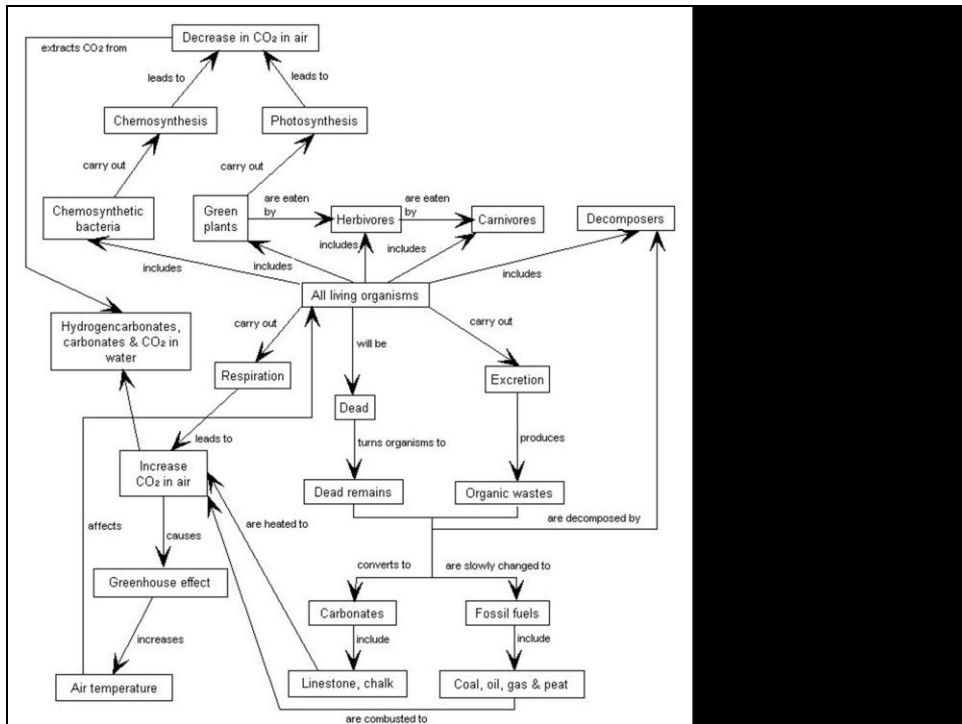 Decrease in CO₂ in air
extracts CO₂ from
leads to
leads to
Chemosynthesis
Photosynthesis
carry out
carry out
Chemosynthetic
bacteria
Green
plants
are eaten
by
Herbivores
are eaten
by
Carnivores
Decomposers
includes
includes
includes
includes
includes
All living organisms
Hydrogencarbonates,
carbonates & CO₂ in
water
carry out
will be
carry out
Respiration
Excretion
Dead
leads to
turns organisms to
produces
Increase
CO₂ in air
Dead remains
Organic wastes
affects
are heated to
are decomposed by
causes
converts to
are slowly changed to
Greenhouse effect
Carbonates
Fossil fuels
increases
include
include
Air temperature
Linestone, chalk
Coal, oil, gas & peat
are combusted to